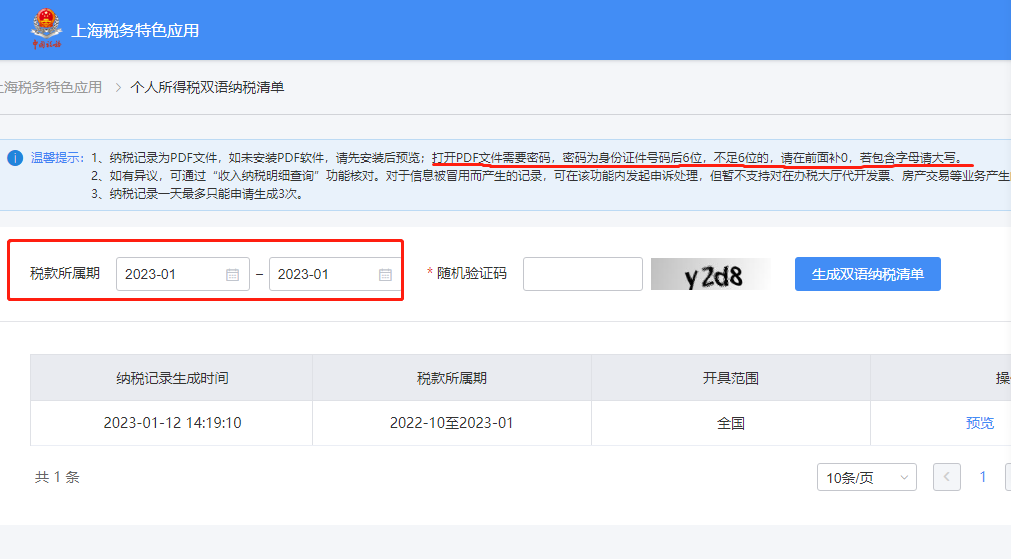 中国税务
上海税务特色应用
上海税务特色应用 > 个人所得税双语纳税清单
温馨提示: 1、纳税记录为PDF文件，如未安装PDF软件，请先安装后预览；打开PDF文件需要密码，密码为身份证件号码后6位，不足6位的，请在前面补0，若包含字母请大写。
2、如有异议，可通过“收入纳税明细查询”功能核对。对于信息被冒用而产生的记录，可在该功能内发起申诉处理，但暂不支持对在办税大厅代开发票、房产交易等业务产生
3、纳税记录一天最多只能申请生成3次。
税款所属期 2023-01 – 2023-01 * 随机验证码 y2d8 生成双语纳税清单
纳税记录生成时间 税款所属期 开具范围 操
2023-01-12 14:19:10 2022-10至2023-01 全国 预览
共 1 条 10条/页 < 1